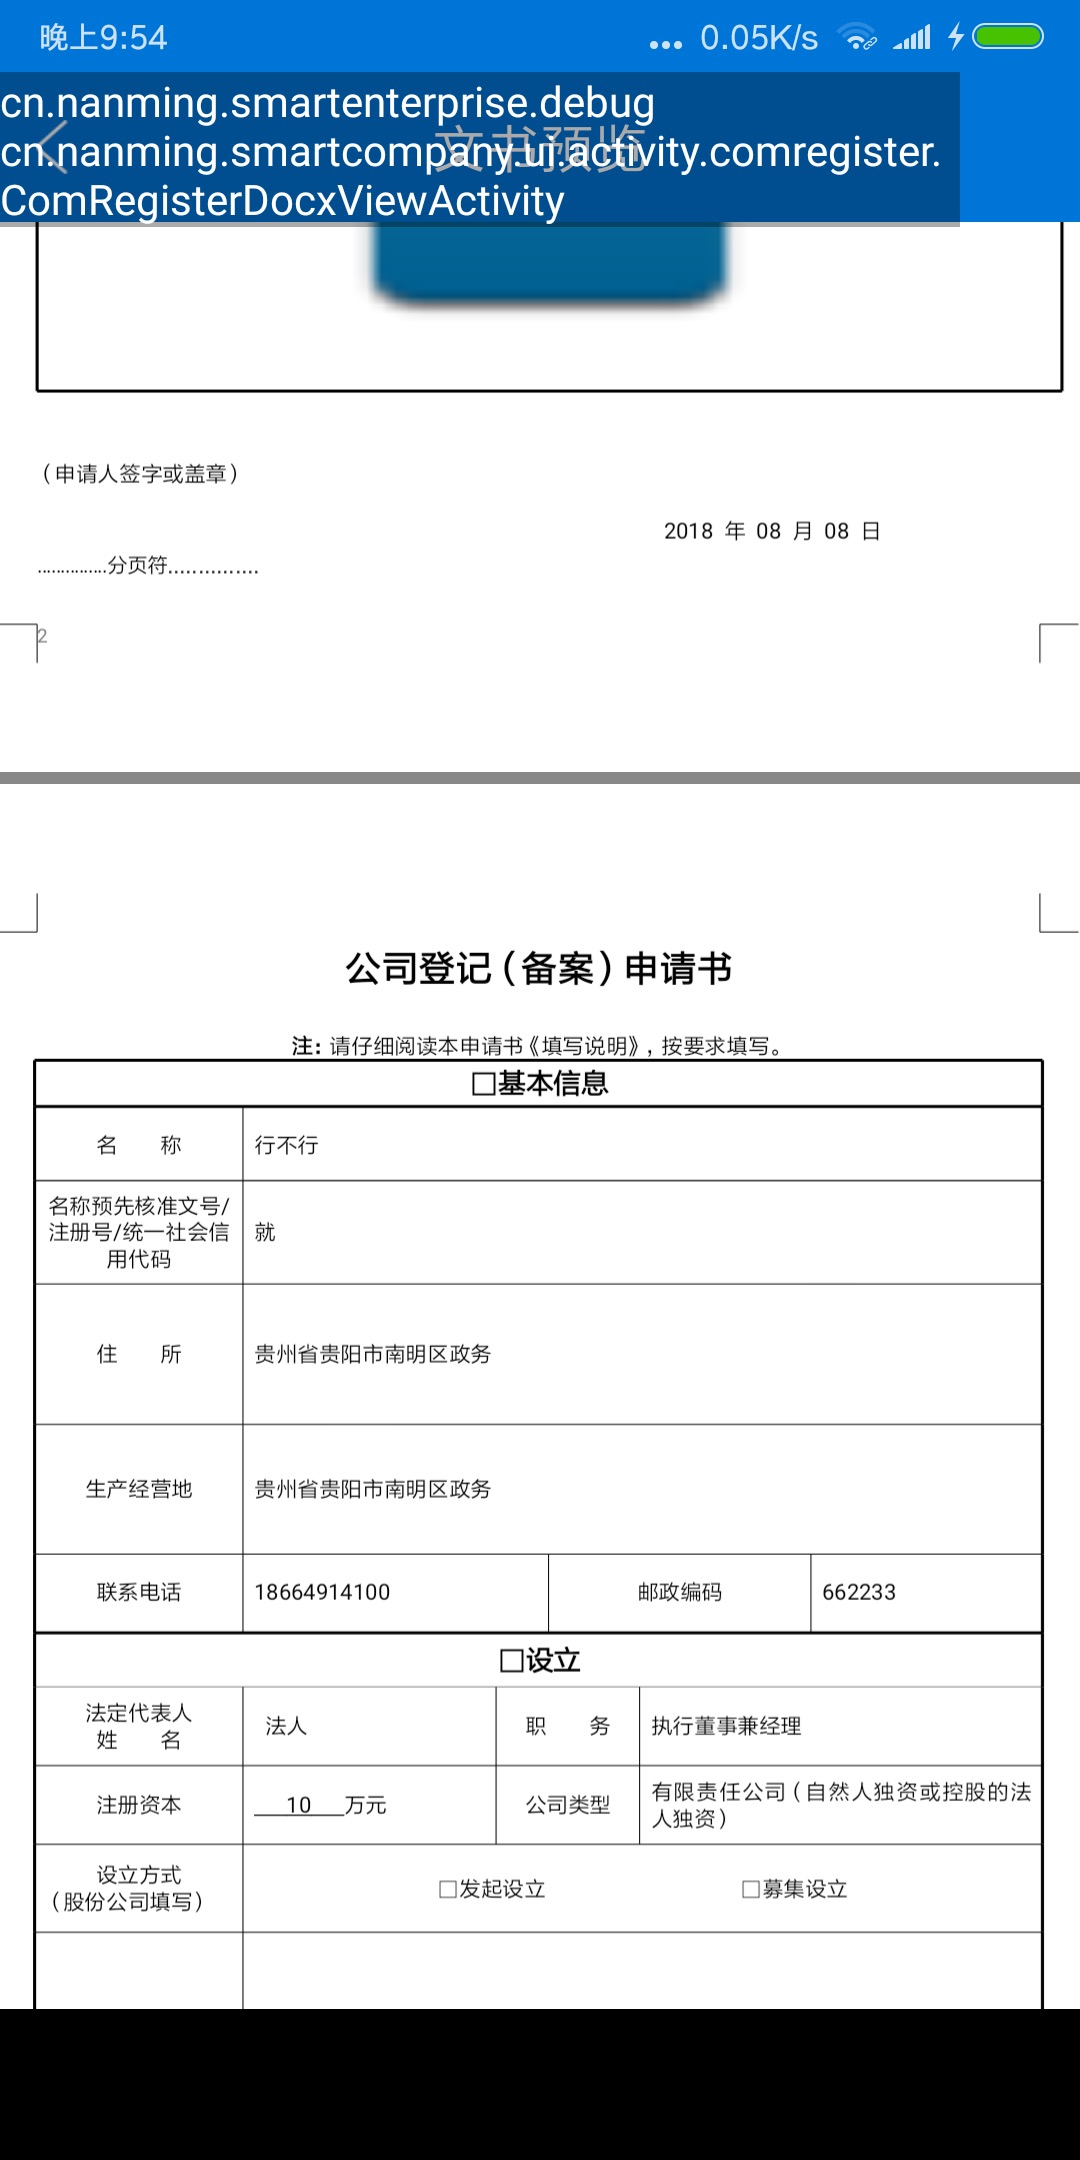 晚上9:54
... 0.05K/s
cn.nanming.smartenterprise.debug
文书预览
cn.nanming.smartcompany.ui.activity.comregister.
ComRegisterDocxViewActivity
（申请人签字或盖章）
2018 年 08 月 08 日
..............分页符..............
2
公司登记（备案）申请书
注：请仔细阅读本申请书《填写说明》，按要求填写。
□基本信息
名 称 行不行
名称预先核准文号/
注册号/统一社会信 就
用代码
住 所 贵州省贵阳市南明区政务
生产经营地 贵州省贵阳市南明区政务
联系电话 18664914100 邮政编码 662233
□设立
法定代表人
姓 名 法人 职 务 执行董事兼经理
注册资本 10 万元 公司类型 有限责任公司（自然人独资或控股的法
人独资）
设立方式
（股份公司填写） □发起设立 □募集设立